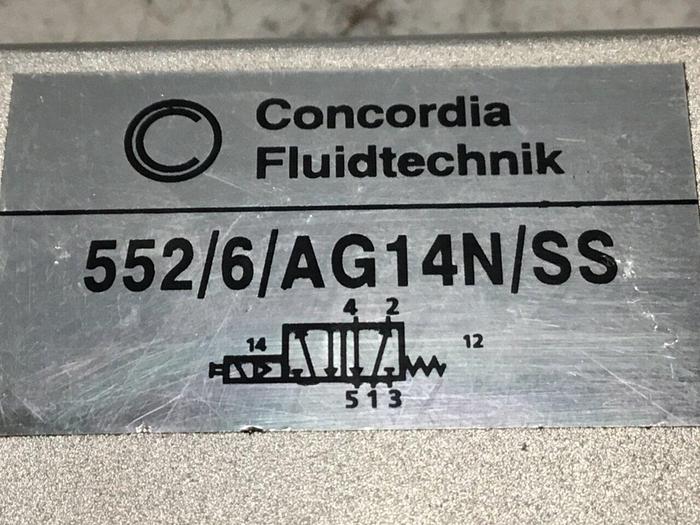 C
Concordia
Fluidtechnik
552/6/AG14N/SS
4 2
14 12
5 1 3